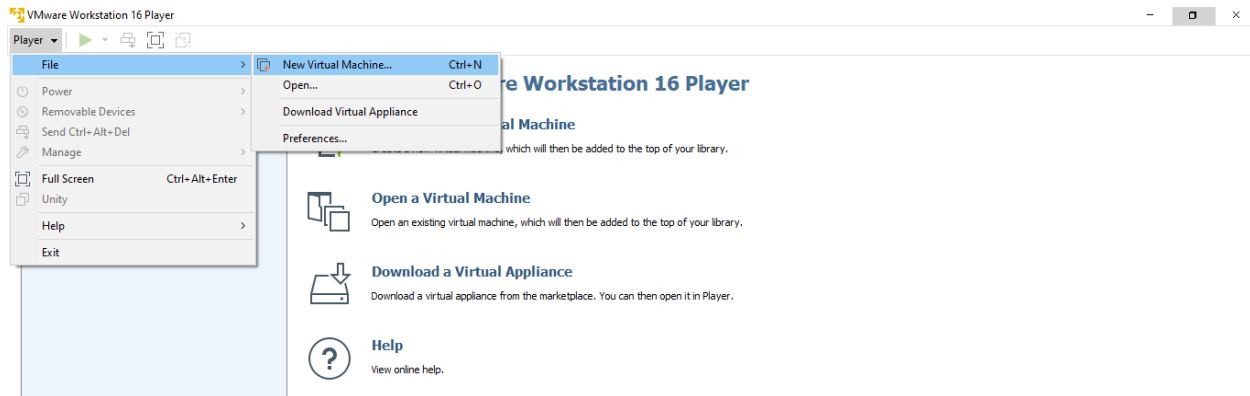 VMware Workstation 16 Player
Player
File
New Virtual Machine... Ctrl+N
Open... Ctrl+O
Download Virtual Appliance
Preferences...
Power
Removable Devices
Send Ctrl+Alt+Del
Manage
Full Screen Ctrl+Alt+Enter
Unity
Help
Exit
re Workstation 16 Player
al Machine
, which will then be added to the top of your library.
Open a Virtual Machine
Open an existing virtual machine, which will then be added to the top of your library.
Download a Virtual Appliance
Download a virtual appliance from the marketplace. You can then open it in Player.
Help
View online help.